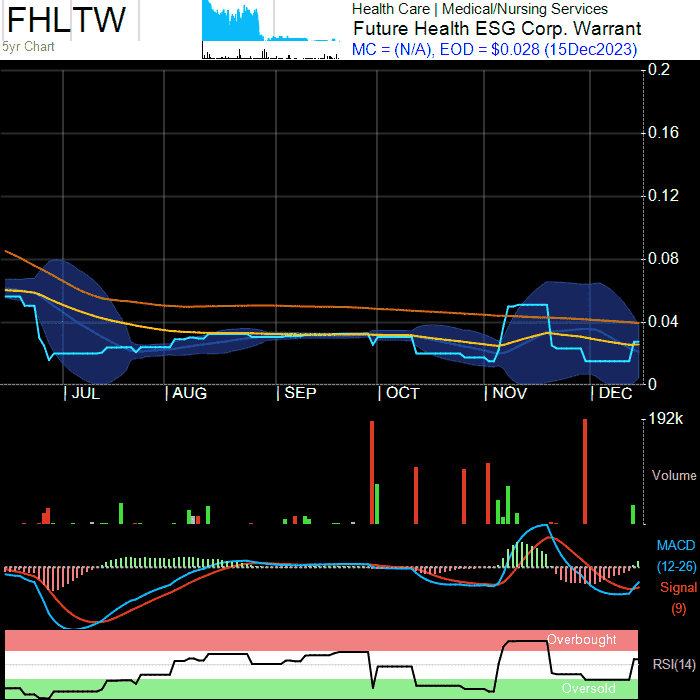 FHLTW
5yr Chart
Health Care | Medical/Nursing Services
Future Health ESG Corp. Warrant
MC = (N/A), EOD = $0.028 (15Dec2023)
0.2
0.16
0.12
0.08
0.04
0
JUL AUG SEP OCT NOV DEC
192k
Volume
MACD
(12-26)
Signal
(9)
Overbought
RSI(14)
Oversold